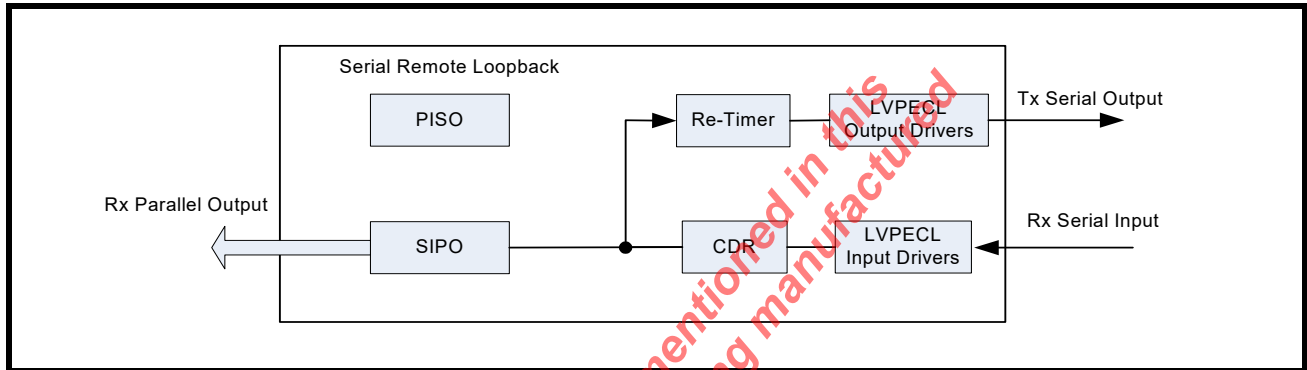 Serial Remote Loopback
PISO
Re-Timer
LVPECL
Output Drivers
Tx Serial Output
Rx Parallel Output
SIPO
CDR
LVPECL
Input Drivers
Rx Serial Input
mentioned in this
ng manufactured